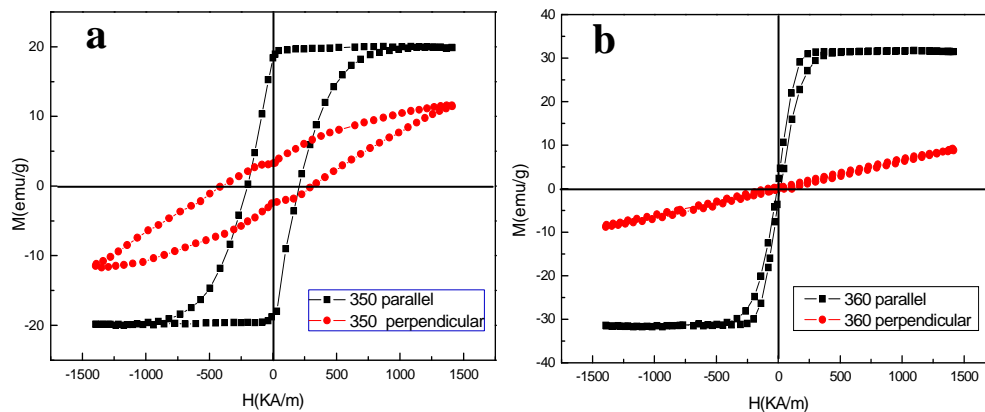 a
M(emu/g)
20
10
0
-10
-20
350 parallel
350 perpendicular
-1500 -1000 -500 0 500 1000 1500
H(KA/m)
b
M(emu/g)
40
30
20
10
0
-10
-20
-30
-40
360 parallel
360 perpendicular
-1500 -1000 -500 0 500 1000 1500
H(KA/m)